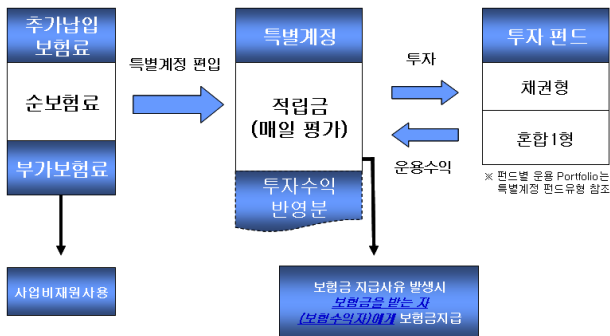 추가납입
보험료
순보험료
부가보험료
사업비재원사용
특별계정 편입
특별계정
적립금
(매일 평가)
투자수익
반영분
투자
운용수익
투자 펀드
채권형
혼합1형
※ 펀드별 운용 Portfolio는
특별계정 펀드유형 참조
보험금 지급사유 발생시
보험금을 받는 자
(보험수익자)에게 보험금지급